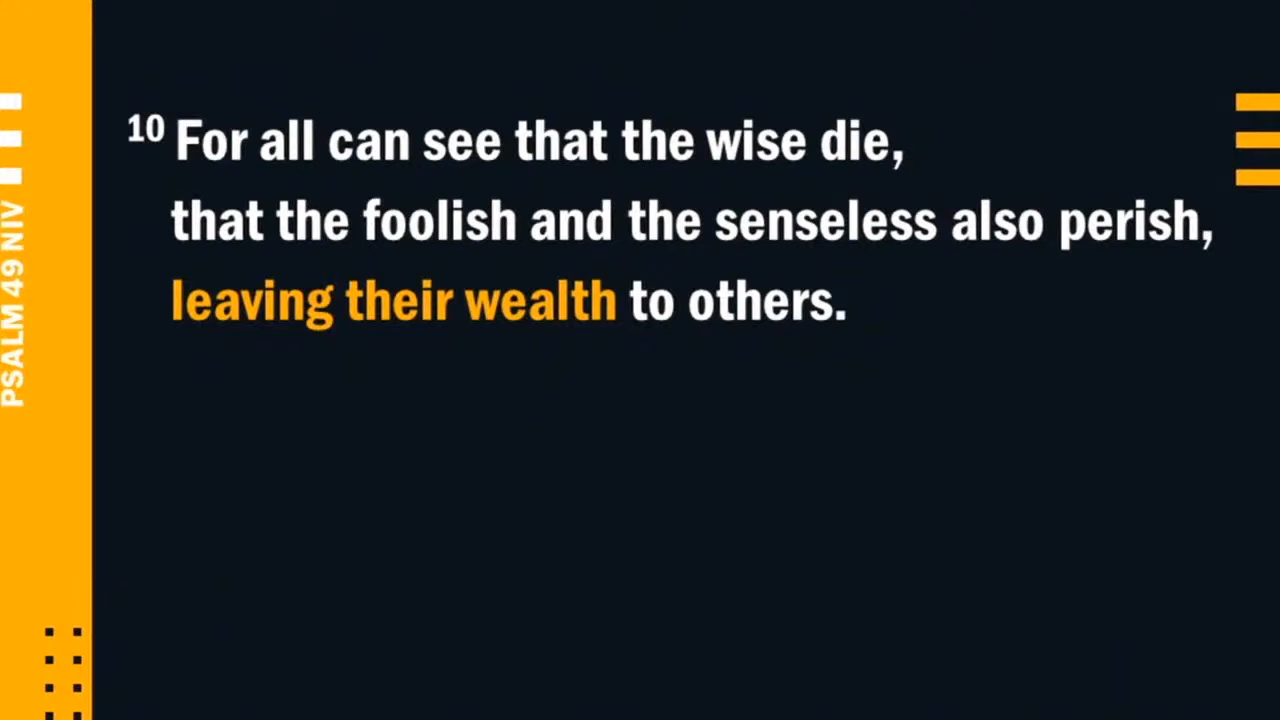 10 For all can see that the wise die,
that the foolish and the senseless also perish,
leaving their wealth to others.
PSALM 49 NIV